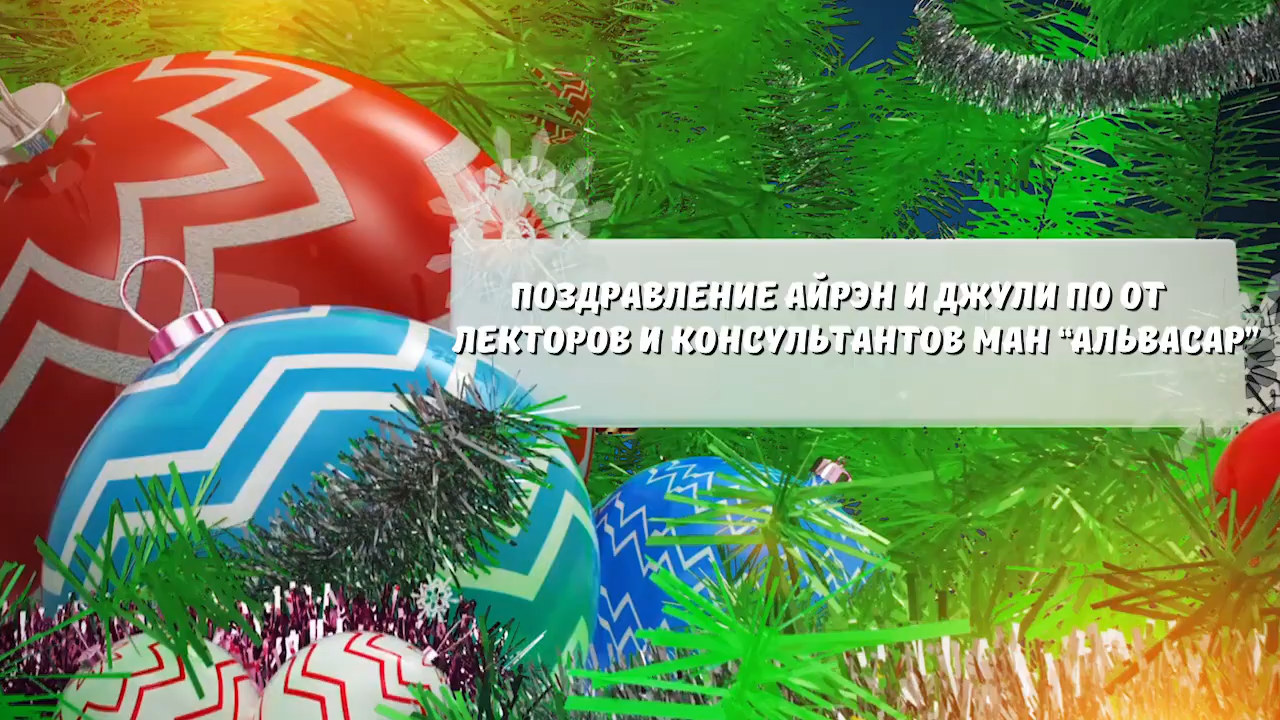 ПОЗДРАВЛЕНИЕ АЙРЭН И ДЖУЛИ ПО ОТ
ЛЕКТОРОВ И КОНСУЛЬТАНТОВ МАН “АЛЬВАСАР”